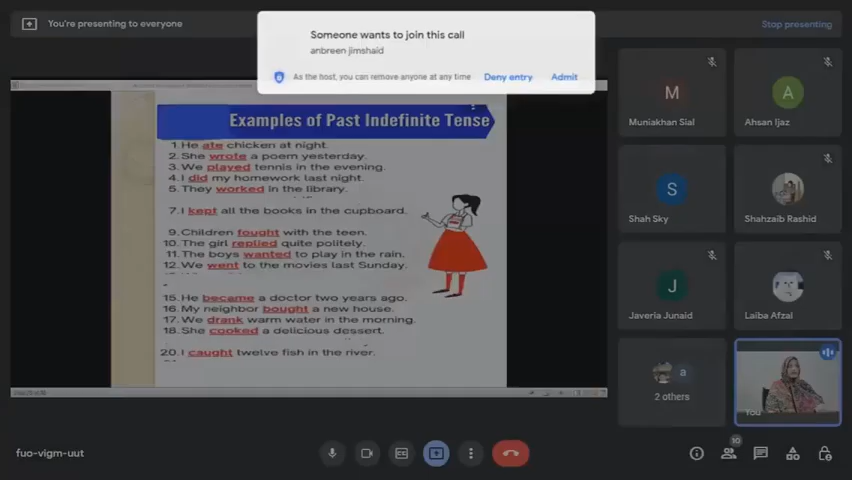 You're presenting to everyone
Someone wants to join this call
anbreen jimshaid
As the host, you can remove anyone at any time
Deny entry
Admit
Stop presenting
Examples of Past Indefinite Tense
1. He ate chicken at night.
2. She wrote a poem yesterday.
3. We played tennis in the evening.
4. I did my homework last night.
5. They worked in the library.
7. I kept all the books in the cupboard.
9. Children fought with the teen.
10. The girl replied quite politely.
11. The boys wanted to play in the rain.
12. We went to the movies last Sunday.
15. He became a doctor two years ago.
16. My neighbor bought a new house.
17. We drank warm water in the morning.
18. She cooked a delicious dessert.
20. I caught twelve fish in the river.
M
Muniakhan Sial
A
Ahsan Ijaz
S
Shah Sky
Shahzaib Rashid
J
Javeria Junaid
Laiba Afzal
a
2 others
You
fuo-vigm-uut
10